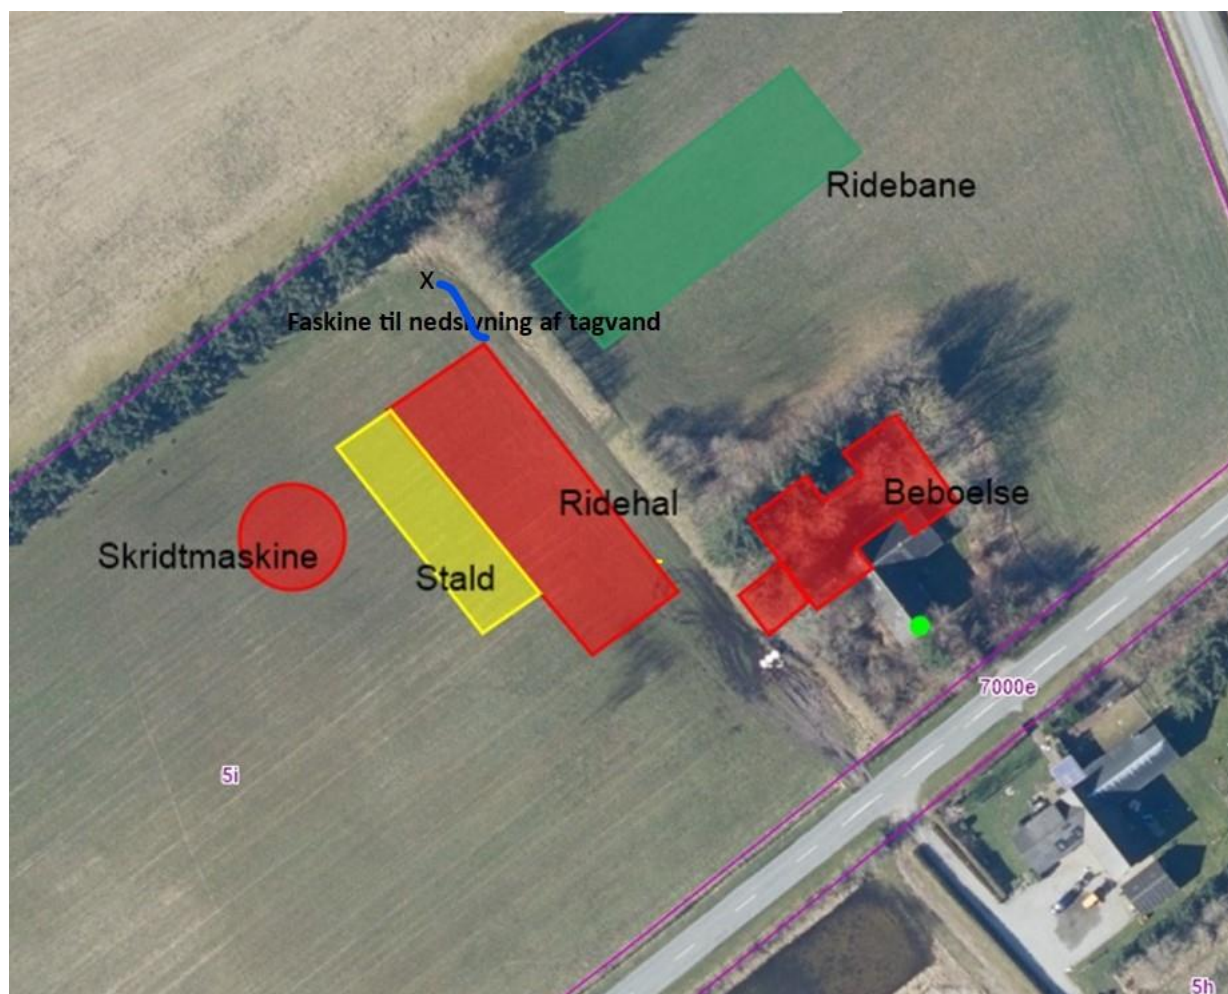 Ridebane
X
Faskine til nedsivning af tagvand
Beboelse
Ridehal
Skridtmaskine
Stald
7000e
5i
5h